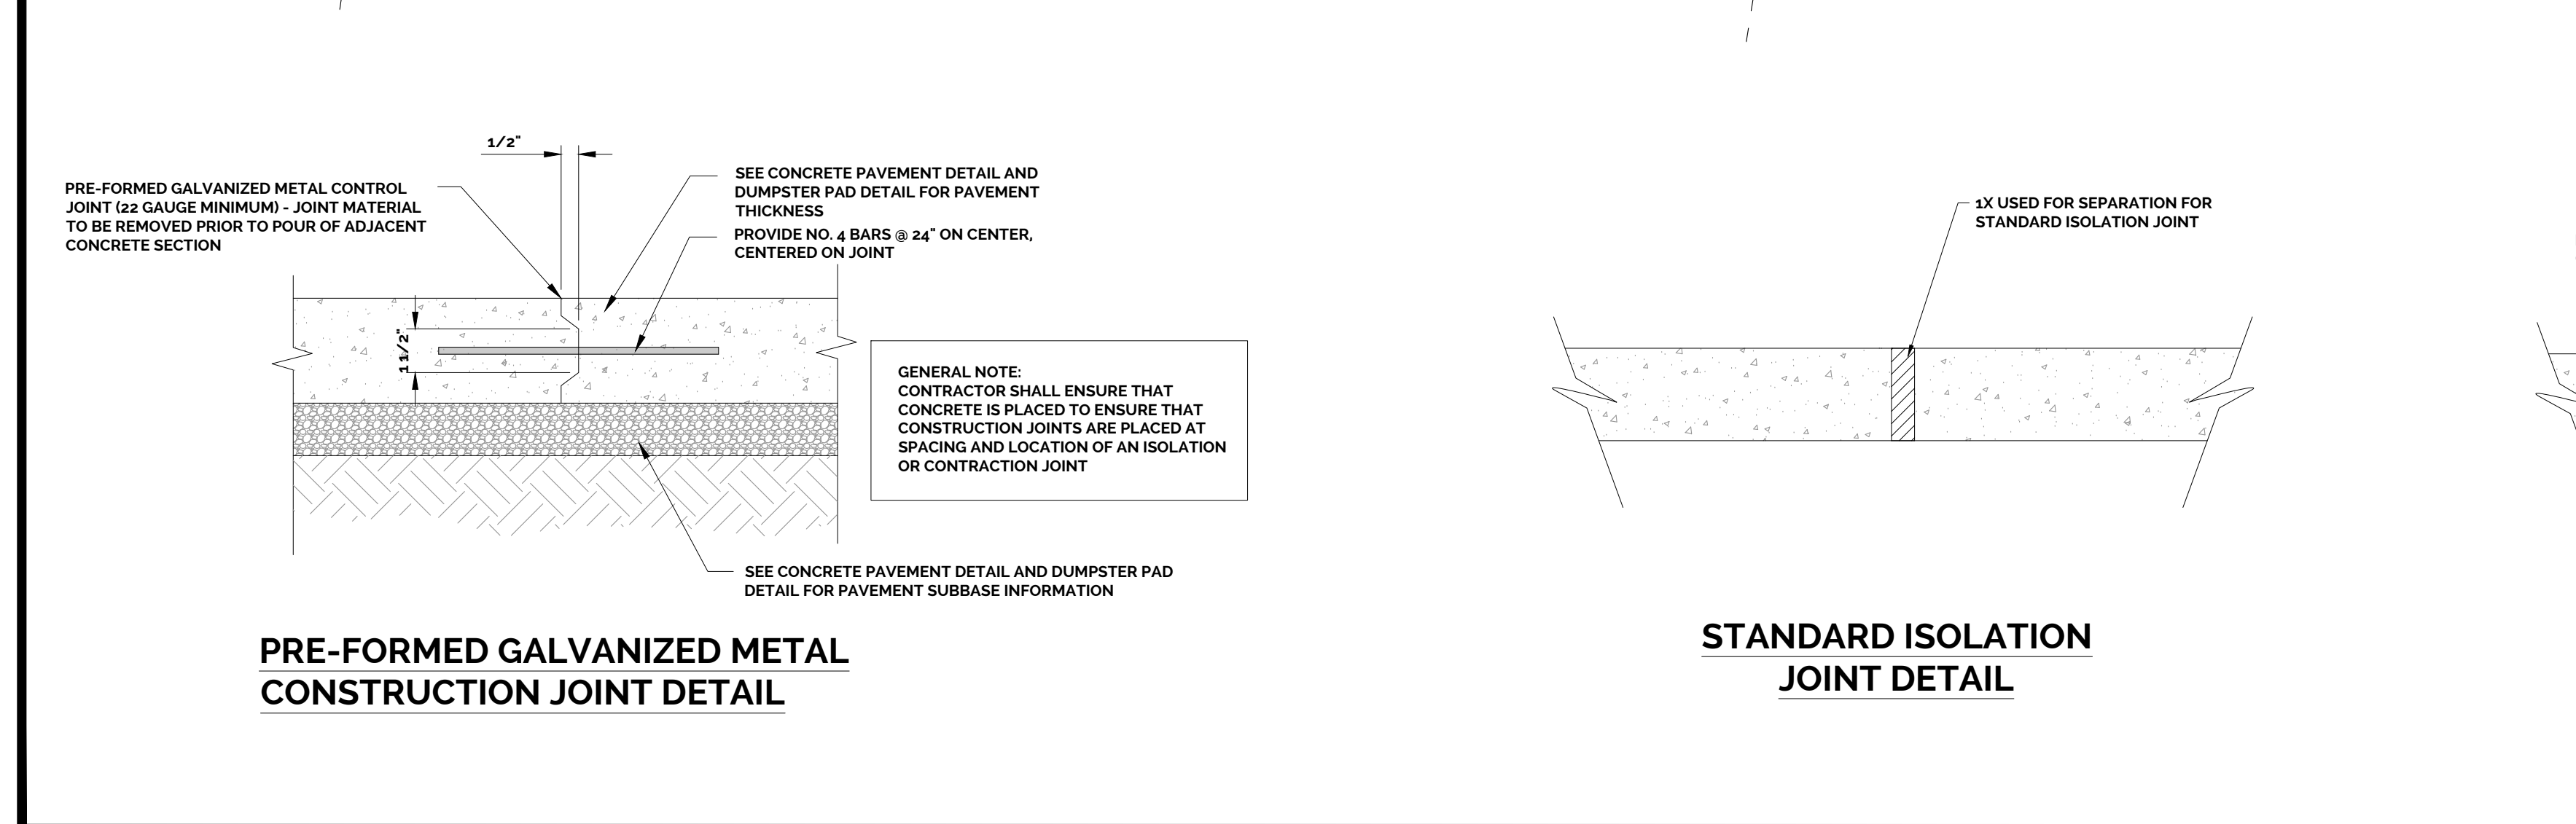 1/2"
PRE-FORMED GALVANIZED METAL CONTROL
JOINT (22 GAUGE MINIMUM) - JOINT MATERIAL
TO BE REMOVED PRIOR TO POUR OF ADJACENT
CONCRETE SECTION
SEE CONCRETE PAVEMENT DETAIL AND
DUMPSTER PAD DETAIL FOR PAVEMENT
THICKNESS
PROVIDE NO. 4 BARS @ 24" ON CENTER,
CENTERED ON JOINT
1 1/2"
GENERAL NOTE:
CONTRACTOR SHALL ENSURE THAT
CONCRETE IS PLACED TO ENSURE THAT
CONSTRUCTION JOINTS ARE PLACED AT
SPACING AND LOCATION OF AN ISOLATION
OR CONTRACTION JOINT
SEE CONCRETE PAVEMENT DETAIL AND DUMPSTER PAD
DETAIL FOR PAVEMENT SUBBASE INFORMATION
PRE-FORMED GALVANIZED METAL
CONSTRUCTION JOINT DETAIL
1X USED FOR SEPARATION FOR
STANDARD ISOLATION JOINT
STANDARD ISOLATION
JOINT DETAIL